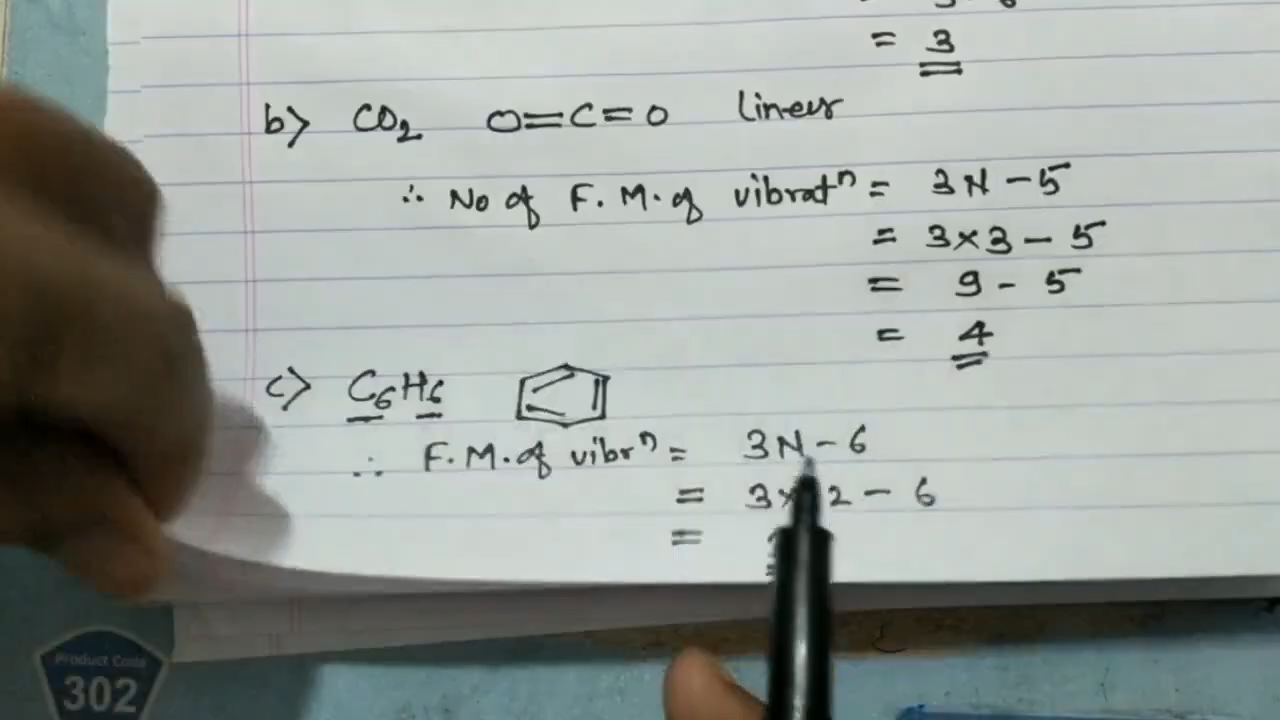 = 3
b) CO₂ O=C=O linear
∴ No of F. M. of vibratⁿ = 3N - 5
= 3×3 - 5
= 9 - 5
= 4
c) C₆H₆
∴ F.M. of vibrⁿ = 3N - 6
= 3× 2 - 6
=
Product Code
302